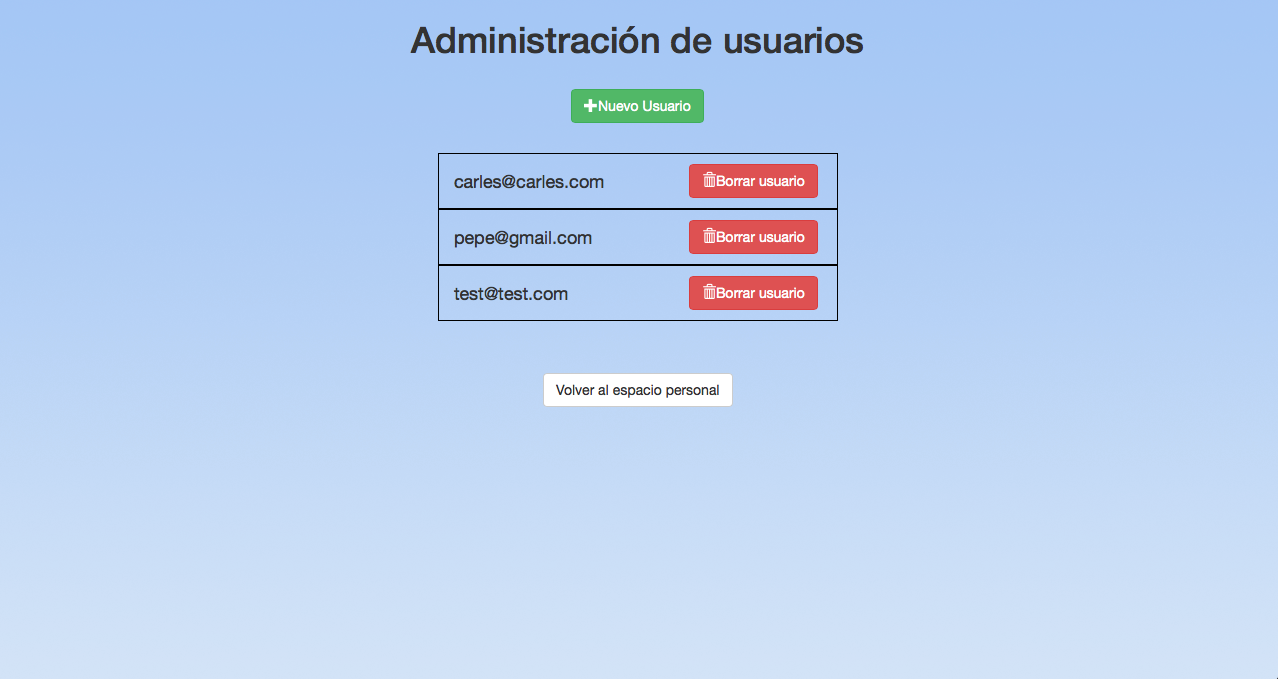 Administración de usuarios
Nuevo Usuario
carles@carles.com Borrar usuario
pepe@gmail.com Borrar usuario
test@test.com Borrar usuario
Volver al espacio personal